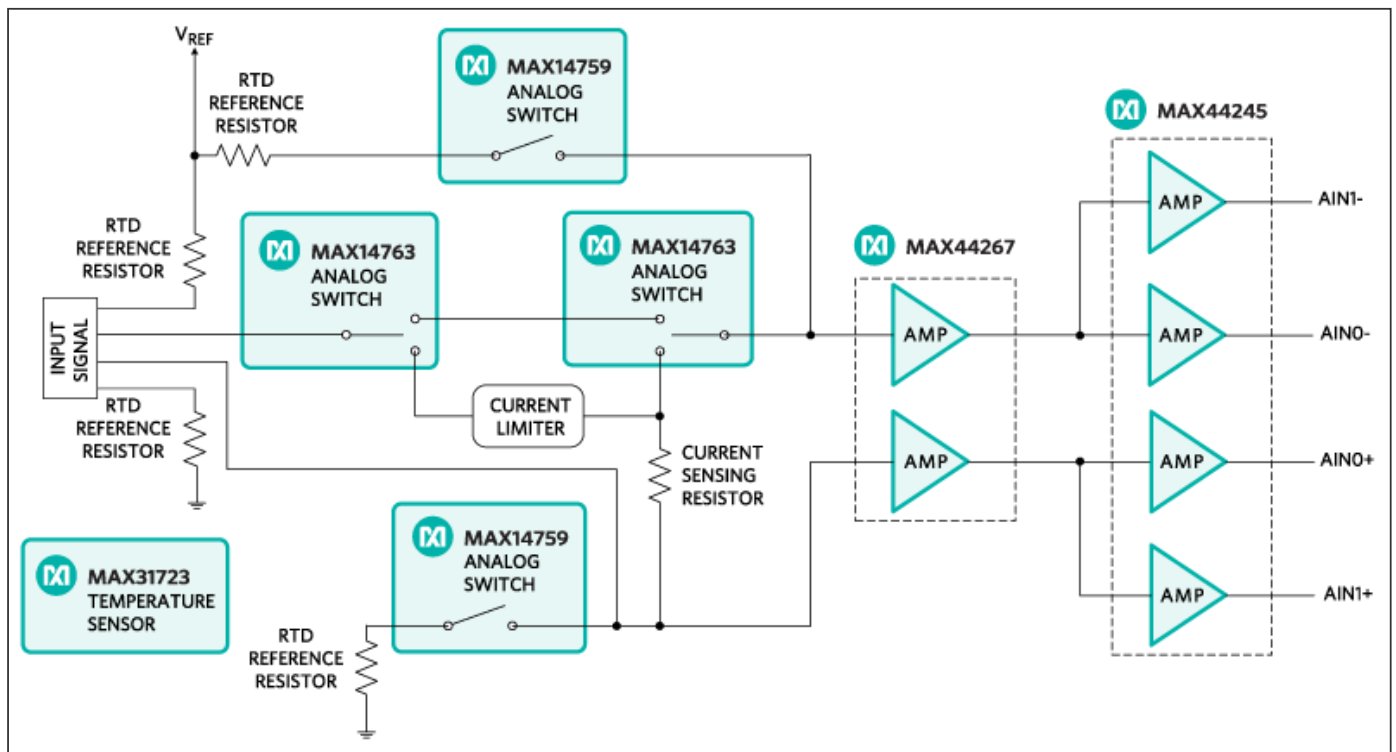 VREF
RTD
REFERENCE
RESISTOR
MAX14759
ANALOG
SWITCH
MAX44245
RTD
REFERENCE
RESISTOR
MAX14763
ANALOG
SWITCH
MAX14763
ANALOG
SWITCH
MAX44267
AMP
AIN1-
INPUT
SIGNAL
AMP
AMP
AIN0-
RTD
REFERENCE
RESISTOR
CURRENT
LIMITER
CURRENT
SENSING
RESISTOR
AMP
AMP
AIN0+
MAX14759
ANALOG
SWITCH
MAX31723
TEMPERATURE
SENSOR
RTD
REFERENCE
RESISTOR
AMP
AIN1+